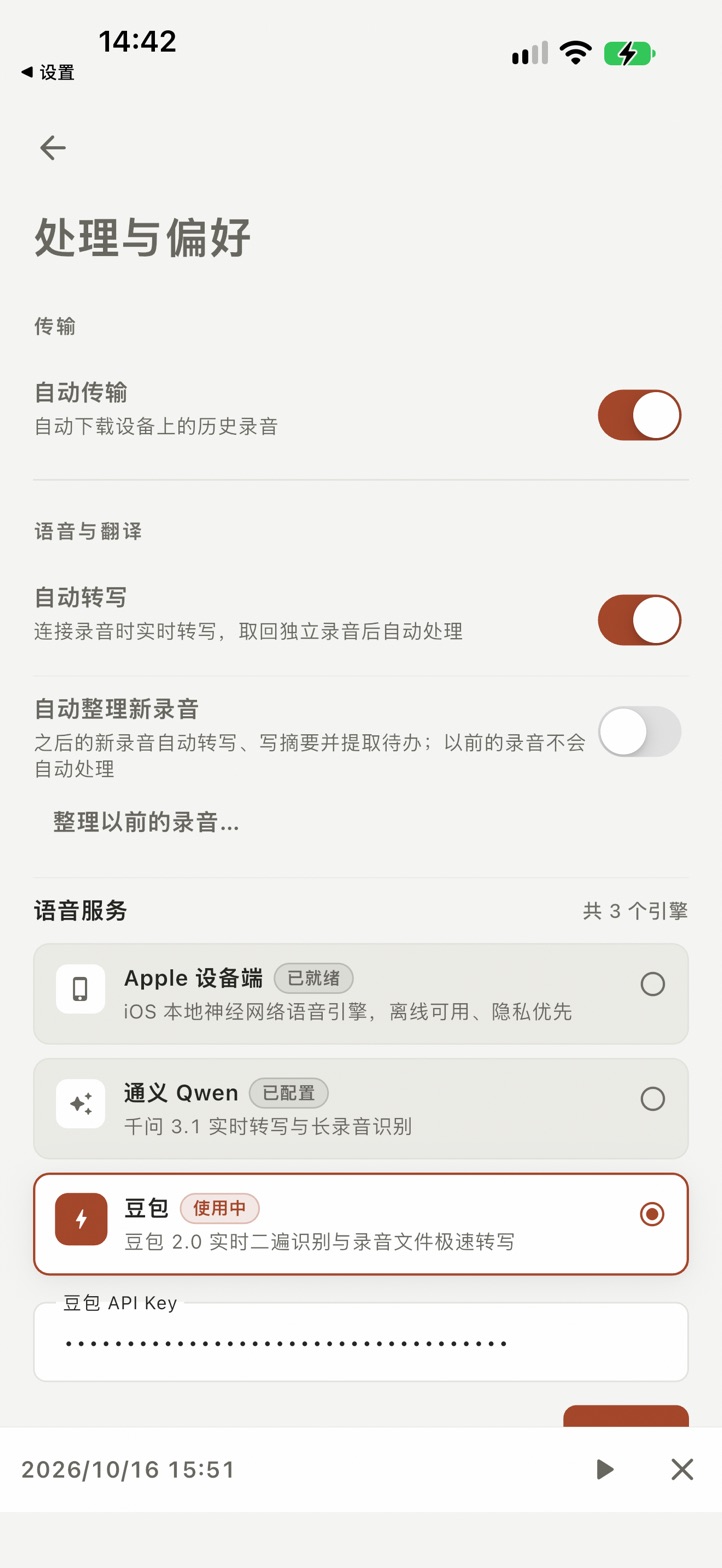 14:42
◀ 设置
处理与偏好
传输
自动传输
自动下载设备上的历史录音
语音与翻译
自动转写
连接录音时实时转写，取回独立录音后自动处理
自动整理新录音
之后的新录音自动转写、写摘要并提取待办；以前的录音不会
自动处理
整理以前的录音...
语音服务 共 3 个引擎
Apple 设备端 已就绪
iOS 本地神经网络语音引擎，离线可用、隐私优先
通义 Qwen 已配置
千问 3.1 实时转写与长录音识别
豆包 使用中
豆包 2.0 实时二遍识别与录音文件极速转写
豆包 API Key
2026/10/16 15:51